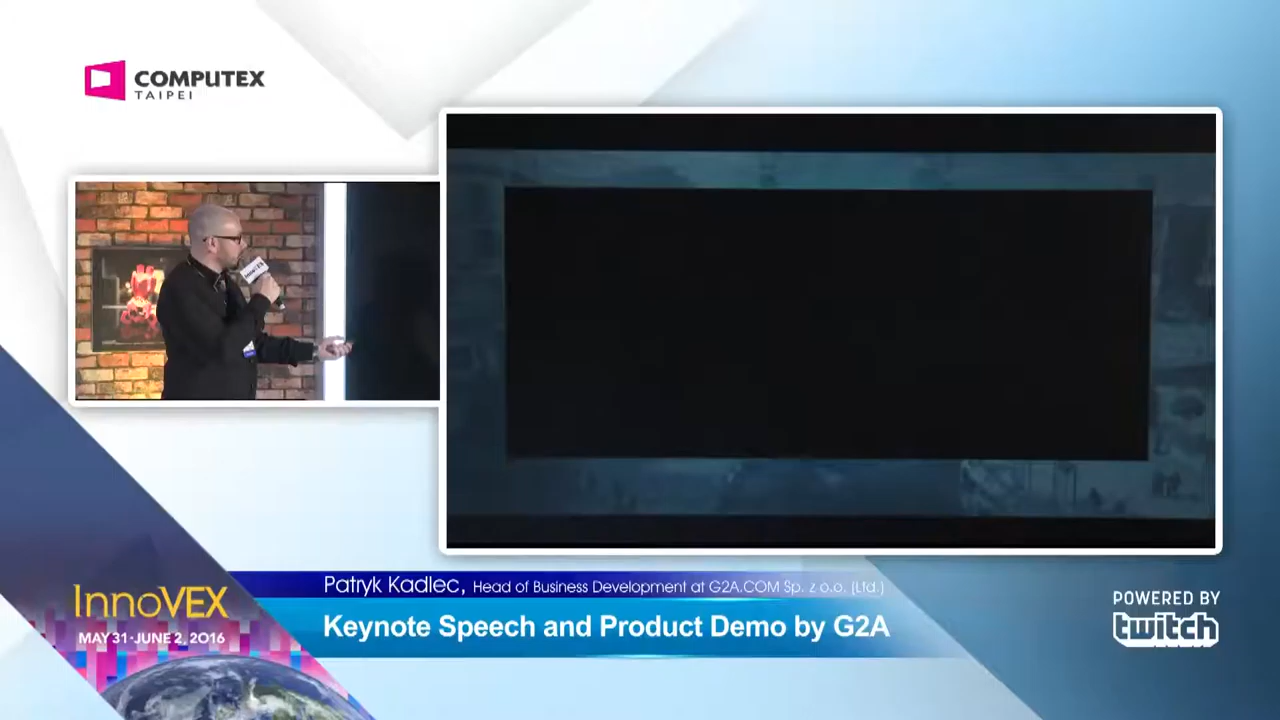 COMPUTEX
TAIPEI
Patryk Kadlec, Head of Business Development at G2A.COM Sp. z o.o. (Ltd.)
Keynote Speech and Product Demo by G2A
InnoVEX
MAY 31 - JUNE 2, 2016
POWERED BY
twitch